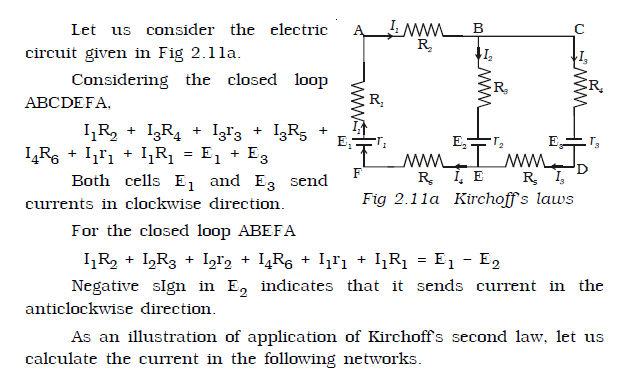 Let us consider the electric
circuit given in Fig 2.11a.
Considering the closed loop
ABCDEFA,
I₁R₂ + I₃R₄ + I₃r₃ + I₃R₅ +
I₄R₆ + I₁r₁ + I₁R₁ = E₁ + E₃
Both cells E₁ and E₃ send
currents in clockwise direction.
A I₁ B C
R₂ I₂ I₃
R₁ R₃ R₄
I₁
E₁ r₁ E₂ r₂ E₃ r₃
F R₆ I₄ E R₅ I₃ D
Fig 2.11a Kirchoff's laws
For the closed loop ABEFA
I₁R₂ + I₂R₃ + I₂r₂ + I₄R₆ + I₁r₁ + I₁R₁ = E₁ – E₂
Negative sIgn in E₂ indicates that it sends current in the
anticlockwise direction.
As an illustration of application of Kirchoff's second law, let us
calculate the current in the following networks.